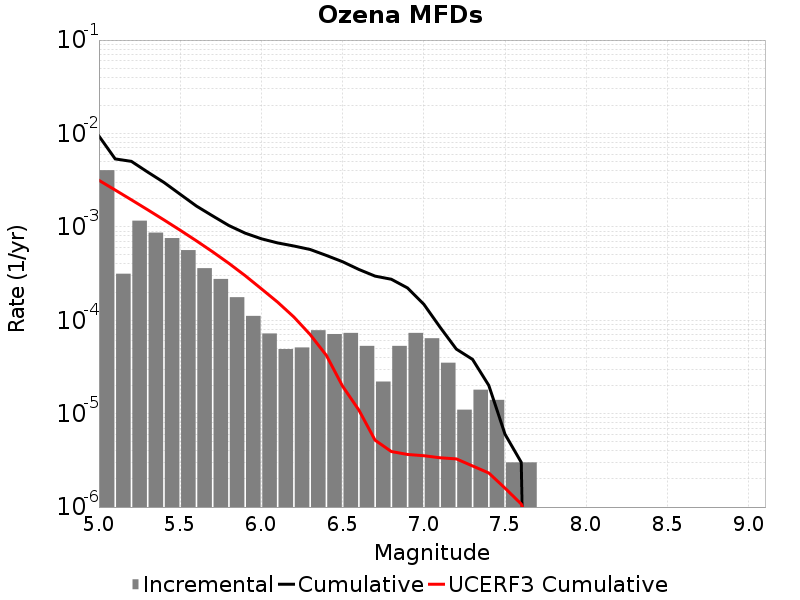 Ozena MFDs
10^-1
10^-2
10^-3
10^-4
10^-5
10^-6
Rate (1/yr)
5.0 5.5 6.0 6.5 7.0 7.5 8.0 8.5 9.0
Magnitude
Incremental Cumulative UCERF3 Cumulative